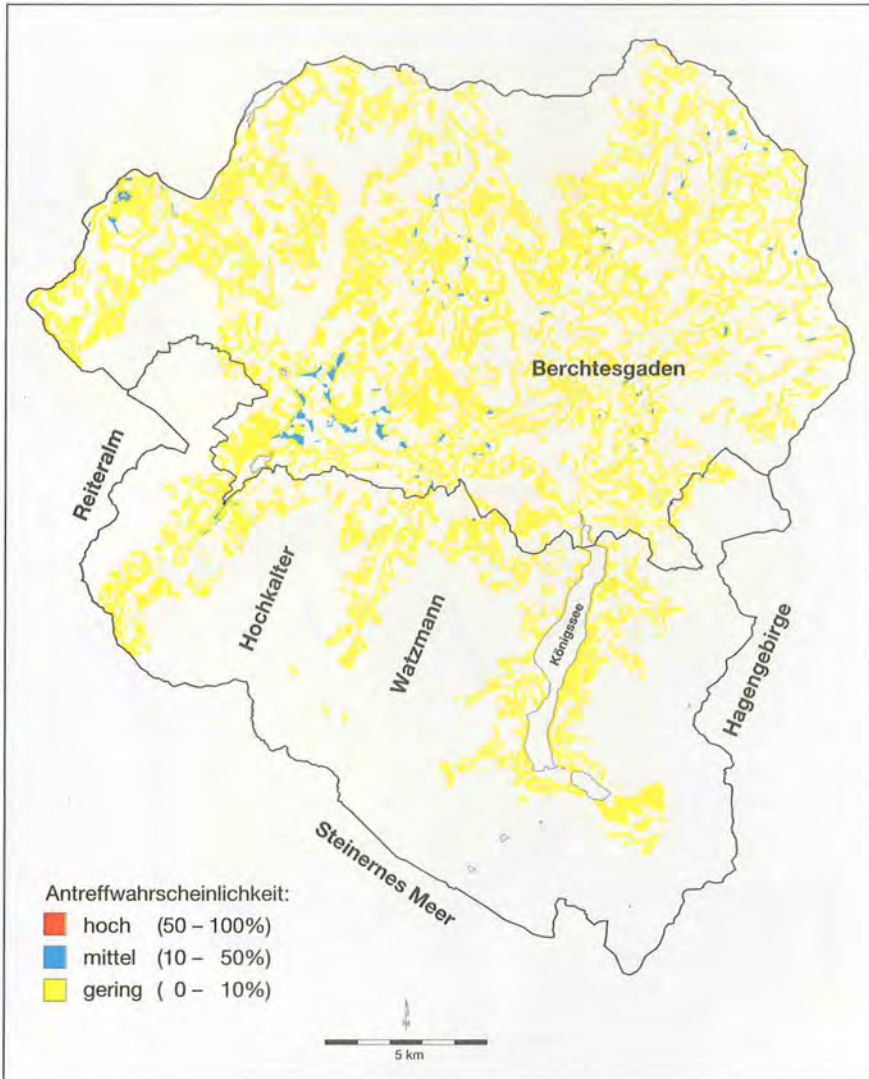 Berchtesgaden
Reiteralm
Hochkalter
Watzmann
Königssee
Hagengebirge
Steinernes Meer
Antreffwahrscheinlichkeit:
hoch (50 – 100%)
mittel (10 – 50%)
gering ( 0 – 10%)
5 km